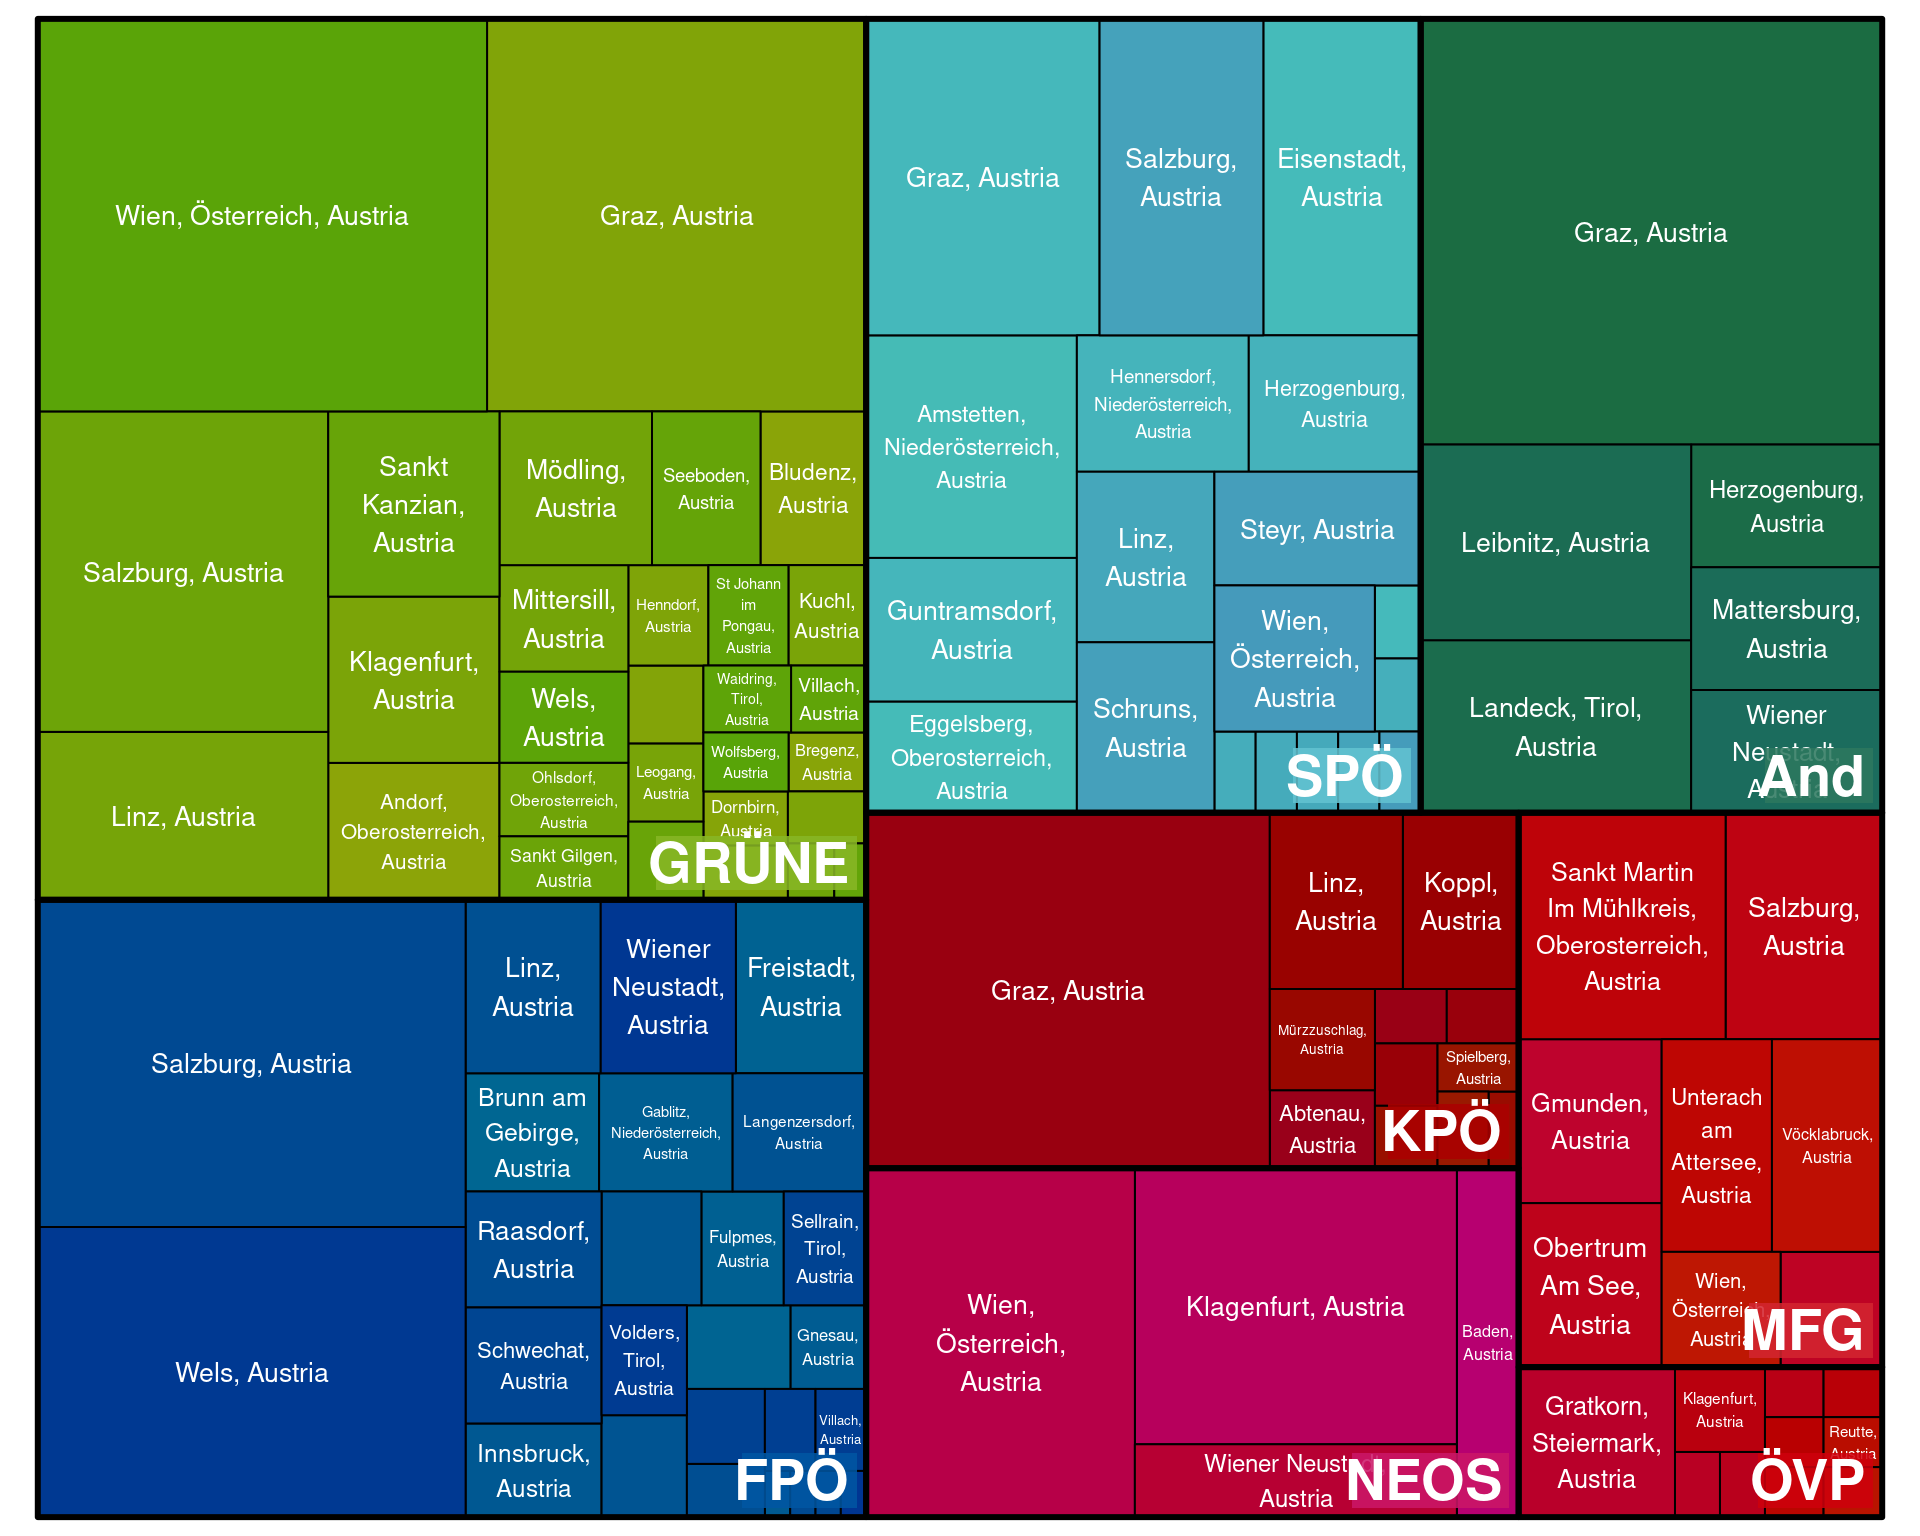 Wien, Österreich, Austria
Graz, Austria
Salzburg, Austria
Sankt
Kanzian,
Austria
Mödling,
Austria
Seeboden,
Austria
Bludenz,
Austria
Mittersill,
Austria
Henndorf,
Austria
St Johann
im
Pongau,
Austria
Kuchl,
Austria
Klagenfurt,
Austria
Wels,
Austria
Waidring,
Tirol,
Austria
Villach,
Austria
Linz, Austria
Andorf,
Oberosterreich,
Austria
Ohlsdorf,
Oberosterreich,
Austria
Leogang,
Austria
Wolfsberg,
Austria
Bregenz,
Austria
Sankt Gilgen,
Austria
Dornbirn,
Austria
GRÜNE
Graz, Austria
Salzburg,
Austria
Eisenstadt,
Austria
Amstetten,
Niederösterreich,
Austria
Hennersdorf,
Niederösterreich,
Austria
Herzogenburg,
Austria
Linz,
Austria
Steyr, Austria
Guntramsdorf,
Austria
Wien,
Österreich,
Austria
Eggelsberg,
Oberosterreich,
Austria
Schruns,
Austria
SPÖ
Graz, Austria
Leibnitz, Austria
Herzogenburg,
Austria
Mattersburg,
Austria
Landeck, Tirol,
Austria
Wiener
Neustadt,
And
Salzburg, Austria
Linz,
Austria
Wiener
Neustadt,
Austria
Freistadt,
Austria
Brunn am
Gebirge,
Austria
Gablitz,
Niederösterreich,
Austria
Langenzersdorf,
Austria
Wels, Austria
Raasdorf,
Austria
Fulpmes,
Austria
Sellrain,
Tirol,
Austria
Schwechat,
Austria
Volders,
Tirol,
Austria
Gnesau,
Austria
Innsbruck,
Austria
Villach,
Austria
FPÖ
Graz, Austria
Linz,
Austria
Koppl,
Austria
Mürzzuschlag,
Austria
Spielberg,
Austria
Abtenau,
Austria
KPÖ
Wien,
Österreich,
Austria
Klagenfurt, Austria
Baden,
Austria
Wiener Neustadt,
Austria
NEOS
Sankt Martin
Im Mühlkreis,
Oberosterreich,
Austria
Salzburg,
Austria
Gmunden,
Austria
Unterach
am
Attersee,
Austria
Vöcklabruck,
Austria
Obertrum
Am See,
Austria
Wien,
Österreich,
Austria
MFG
Gratkorn,
Steiermark,
Austria
Klagenfurt,
Austria
Reutte,
Austria
ÖVP